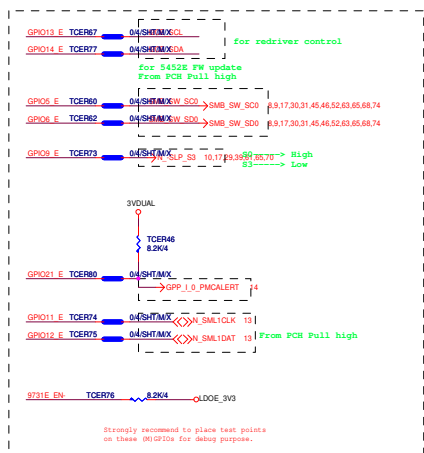 GPIO13_E TCER67 0/4/SHT/M/X SCL
for redriver control
GPIO14_E TCER77 0/4/SHT/M/X SDA
for 5452E FW update
From PCH Pull high
GPIO5_E TCER60 0/4/SHT/M/X SW_SC0 SMB_SW_SC0 8,9,17,30,31,45,46,52,63,65,68,74
GPIO6_E TCER62 0/4/SHT/M/X SW_SD0 SMB_SW_SD0 8,9,17,30,31,45,46,52,63,65,68,74
GPIO9_E TCER73 0/4/SHT/M/X N_SLP_S3 10,17,29,39,61,65,70 -----> High
S3-----> Low
3VDUAL
TCER46
8.2K/4
GPIO21_E TCER80 0/4/SHT/M/X
GPP_I_0_PMCALERT 14
GPIO11_E TCER74 0/4/SHT/M/X N_SML1CLK 13
From PCH Pull high
GPIO12_E TCER75 0/4/SHT/M/X N_SML1DAT 13
9731E_EN- TCER76 8.2K/4 LDOE_3V3
Strongly recommend to place test points
on these (M)GPIOs for debug purpose.